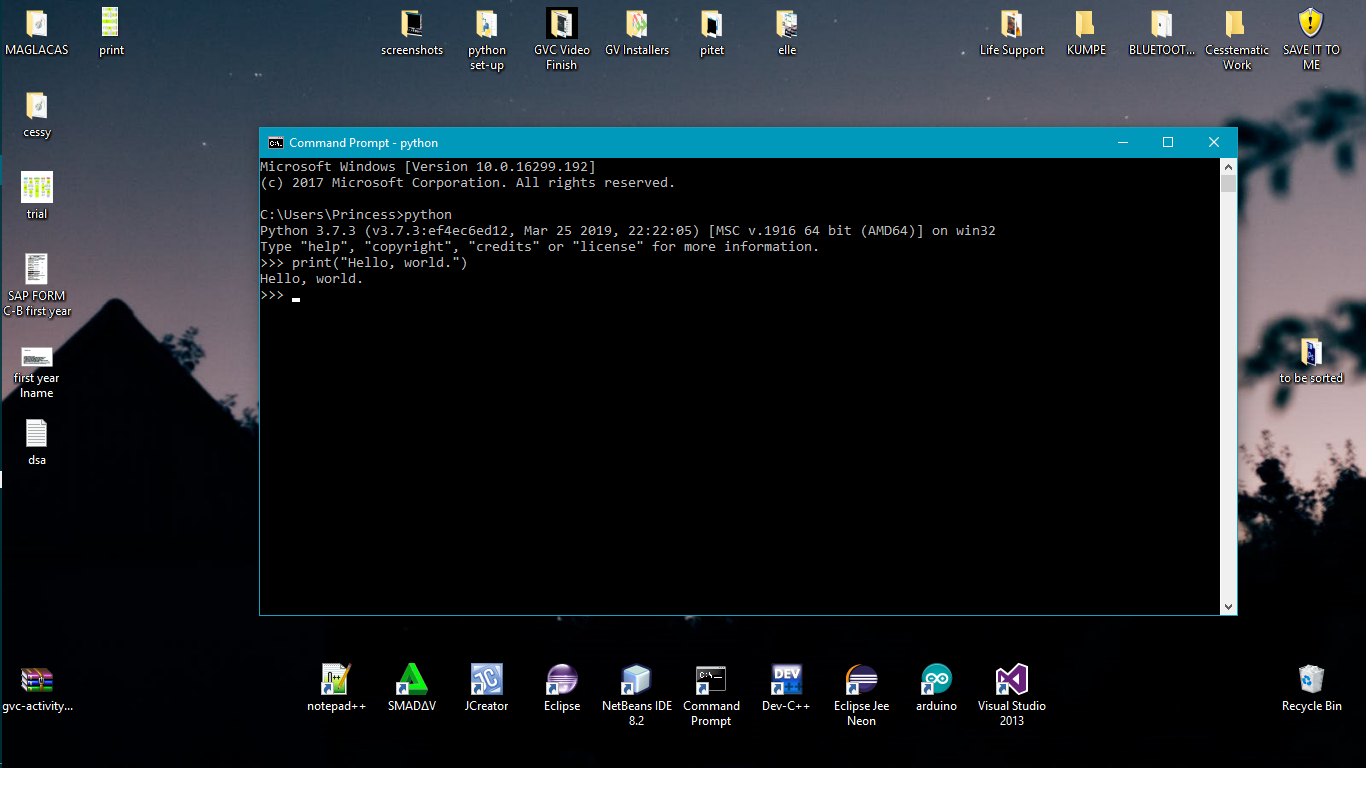 MAGLACAS
print
screenshots
python
set-up
GVC Video
Finish
GV Installers
pitet
elle
Life Support
KUMPE
BLUETOOT...
Cesstematic
Work
SAVE IT TO
ME
cessy
trial
SAP FORM
C-B first year
first year
lname
dsa
Command Prompt - python
Microsoft Windows [Version 10.0.16299.192]
(c) 2017 Microsoft Corporation. All rights reserved.
C:\Users\Princess>python
Python 3.7.3 (v3.7.3:ef4ec6ed12, Mar 25 2019, 22:22:05) [MSC v.1916 64 bit (AMD64)] on win32
Type "help", "copyright", "credits" or "license" for more information.
>>> print("Hello, world.")
Hello, world.
>>>
to be sorted
gvc-activity...
notepad++
SMADΔV
JCreator
Eclipse
NetBeans IDE
8.2
Command
Prompt
DEV
Dev-C++
Eclipse Jee
Neon
arduino
Visual Studio
2013
Recycle Bin